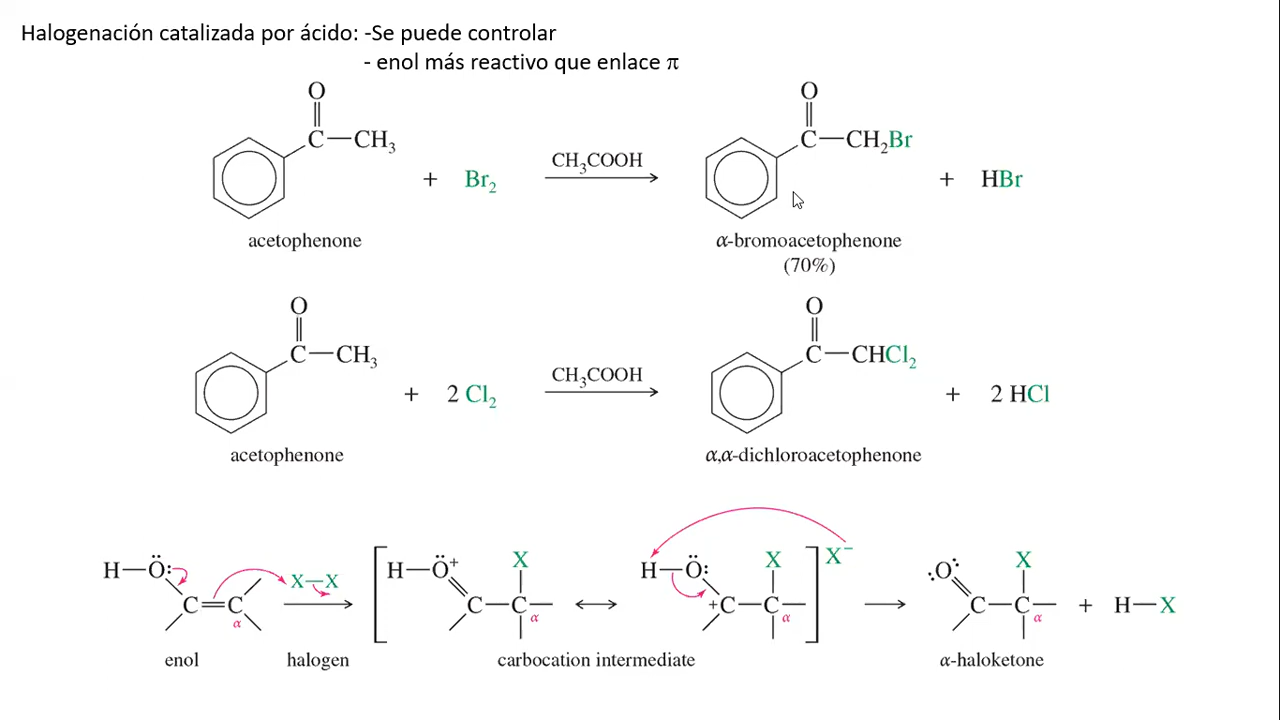 Halogenación catalizada por ácido: -Se puede controlar
- enol más reactivo que enlace π
O
C—CH₃
+ Br₂
CH₃COOH
O
C—CH₂Br
+ HBr
acetophenone
α-bromoacetophenone
(70%)
O
C—CH₃
+ 2 Cl₂
CH₃COOH
O
C—CHCl₂
+ 2 HCl
acetophenone
α,α-dichloroacetophenone
H—Ö:
C=C
α
X—X
H—Ö⁺
X
C—C—
α
H—Ö:
X
X⁻
⁺C—C—
α
:Ö
X
C—C—
α
+ H—X
enol
halogen
carbocation intermediate
α-haloketone